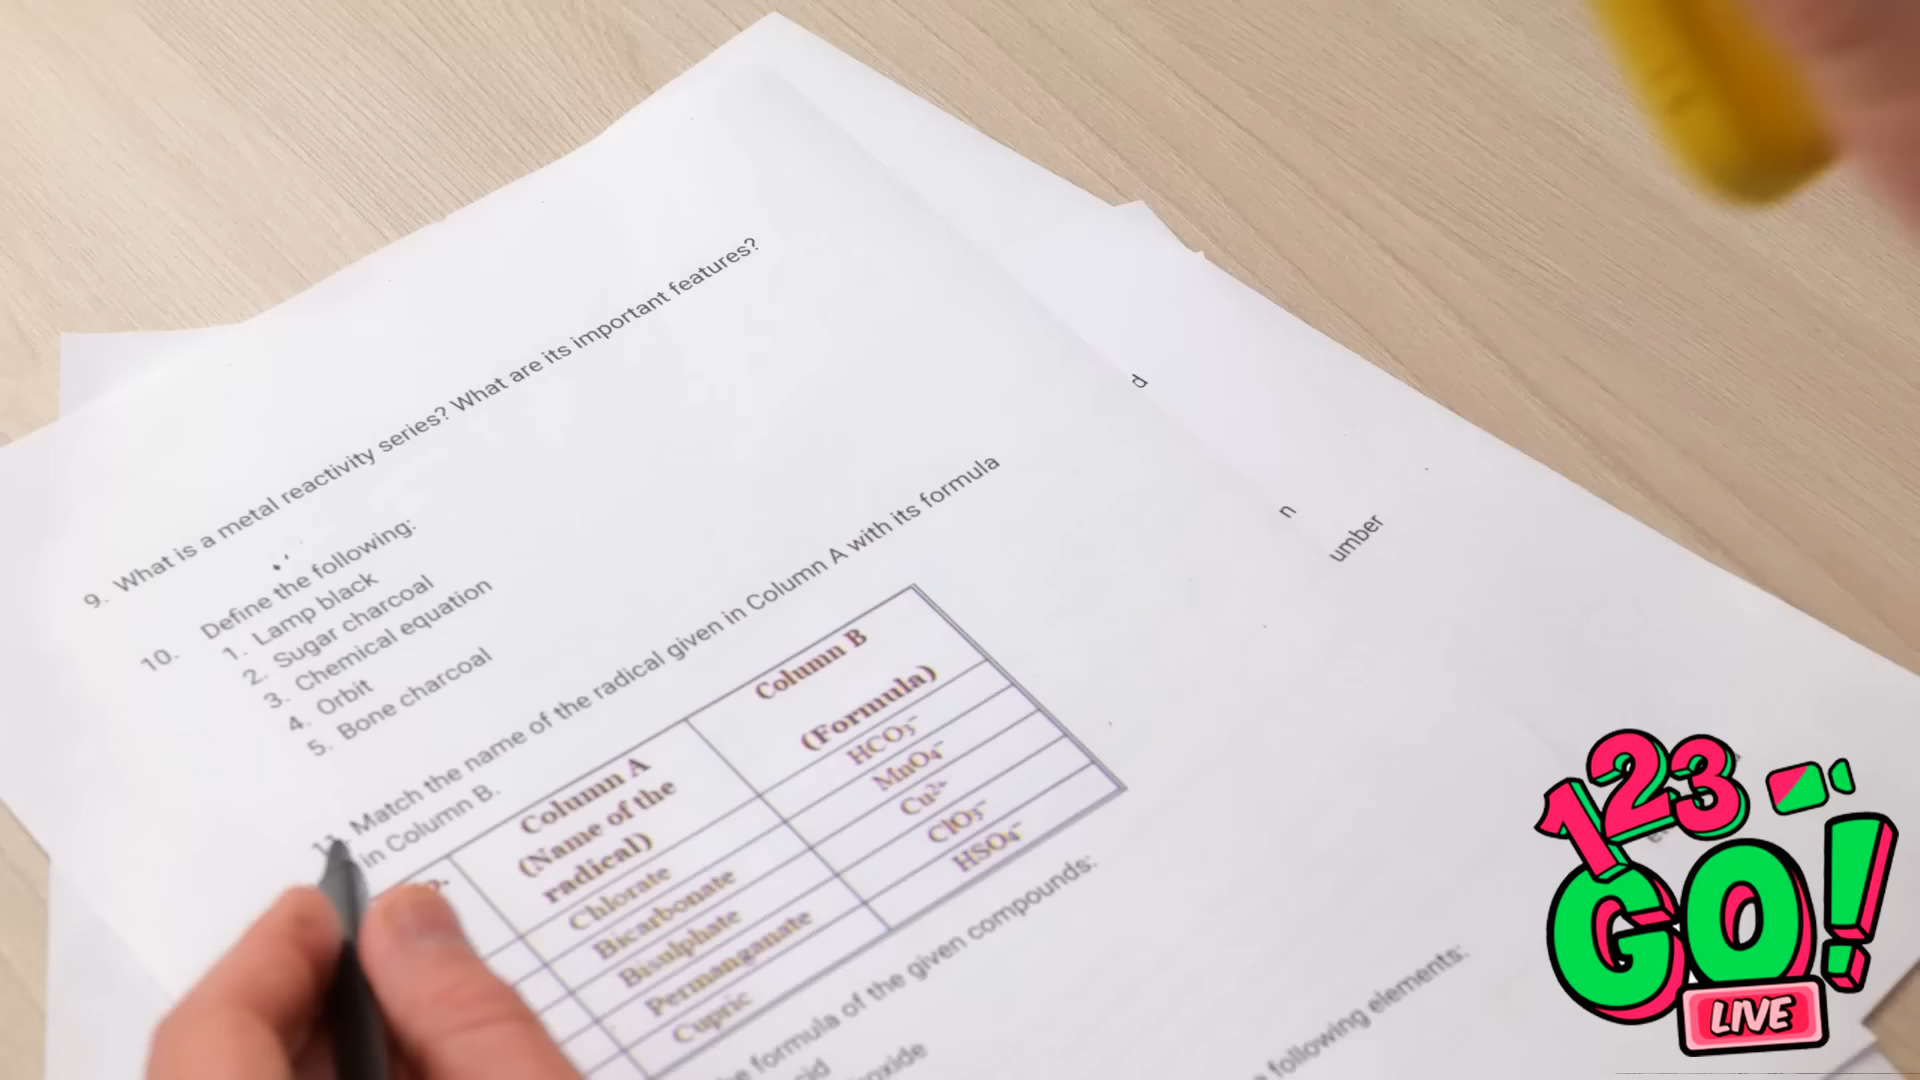 9. What is a metal reactivity series? What are its important features?
10. Define the following:
1. Lamp black
2. Sugar charcoal
3. Chemical equation
4. Orbit
5. Bone charcoal
Match the name of the radical given in Column A with its formula
in Column B.
Column A
(Name of the
radical)
Column B
(Formula)
Chlorate
HCO₃⁻
Bicarbonate
MnO₄⁻
Bisulphate
Cu²⁺
Permanganate
ClO₃⁻
Cupric
HSO₄⁻
formula of the given compounds:
following elements:
d
n
umber
123
GO!
LIVE